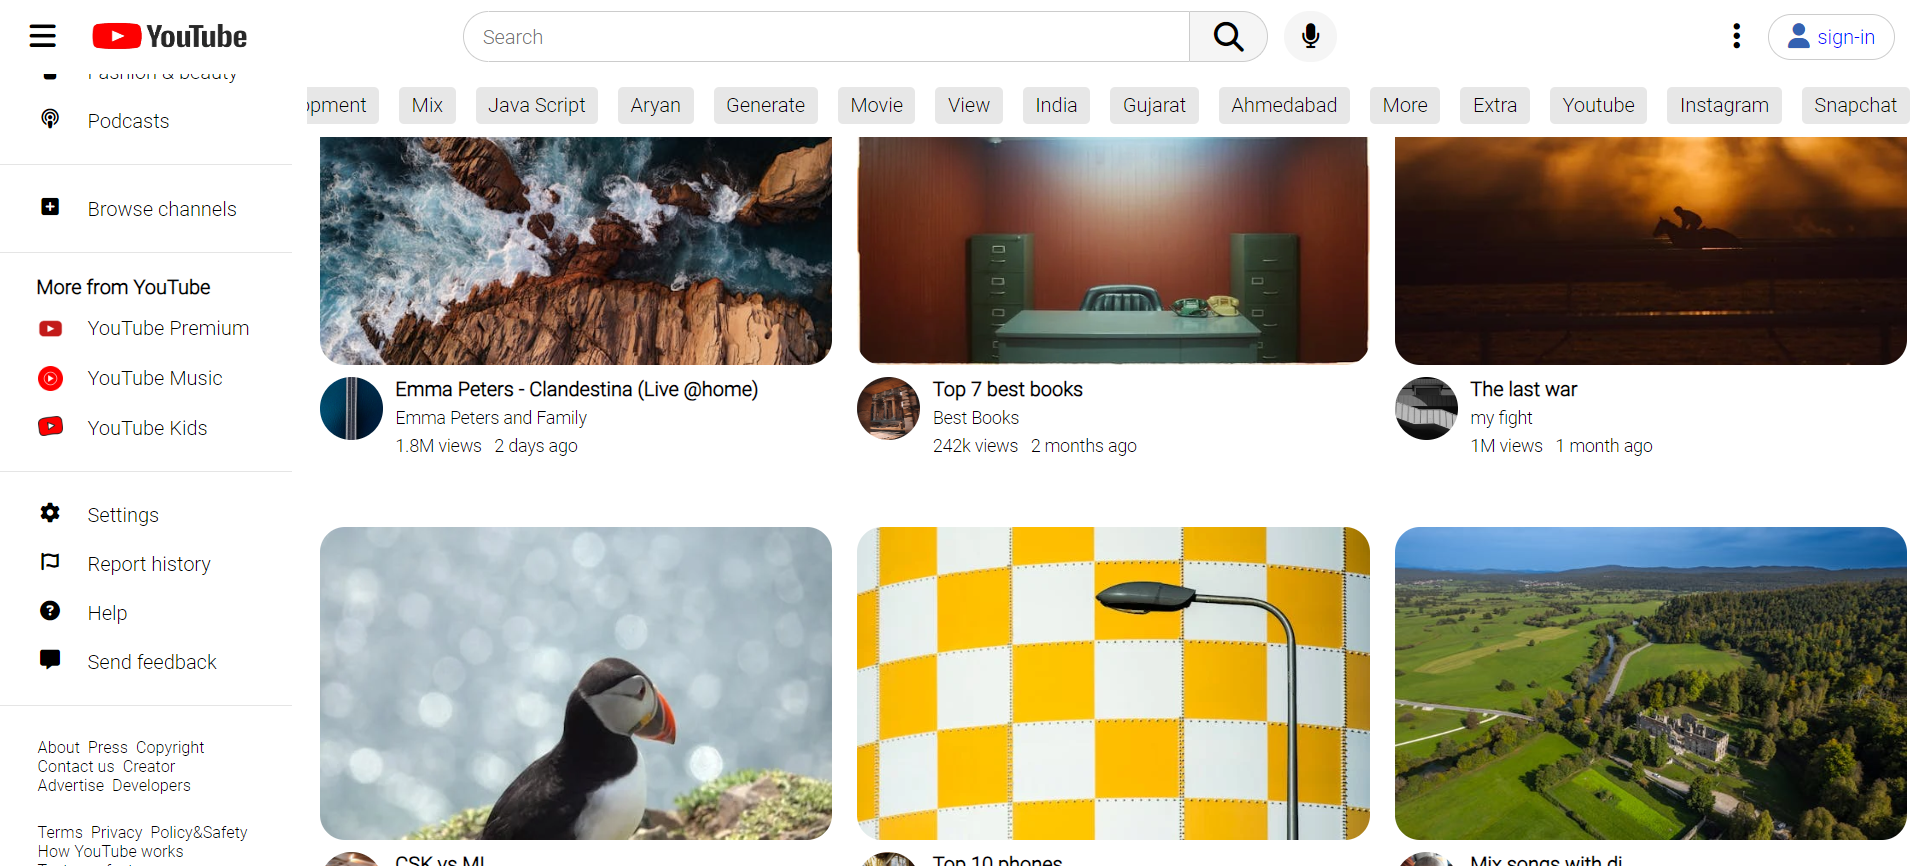 YouTube
Search
sign-in
Fashion & beauty
Podcasts
Browse channels
More from YouTube
YouTube Premium
YouTube Music
YouTube Kids
Settings
Report history
Help
Send feedback
About Press Copyright
Contact us Creator
Advertise Developers
Terms Privacy Policy&Safety
How YouTube works
opment Mix Java Script Aryan Generate Movie View India Gujarat Ahmedabad More Extra Youtube Instagram Snapchat
Emma Peters - Clandestina (Live @home)
Emma Peters and Family
1.8M views 2 days ago
Top 7 best books
Best Books
242k views 2 months ago
The last war
my fight
1M views 1 month ago
CSK vs MI
Top 10 phones
Mix songs with dj